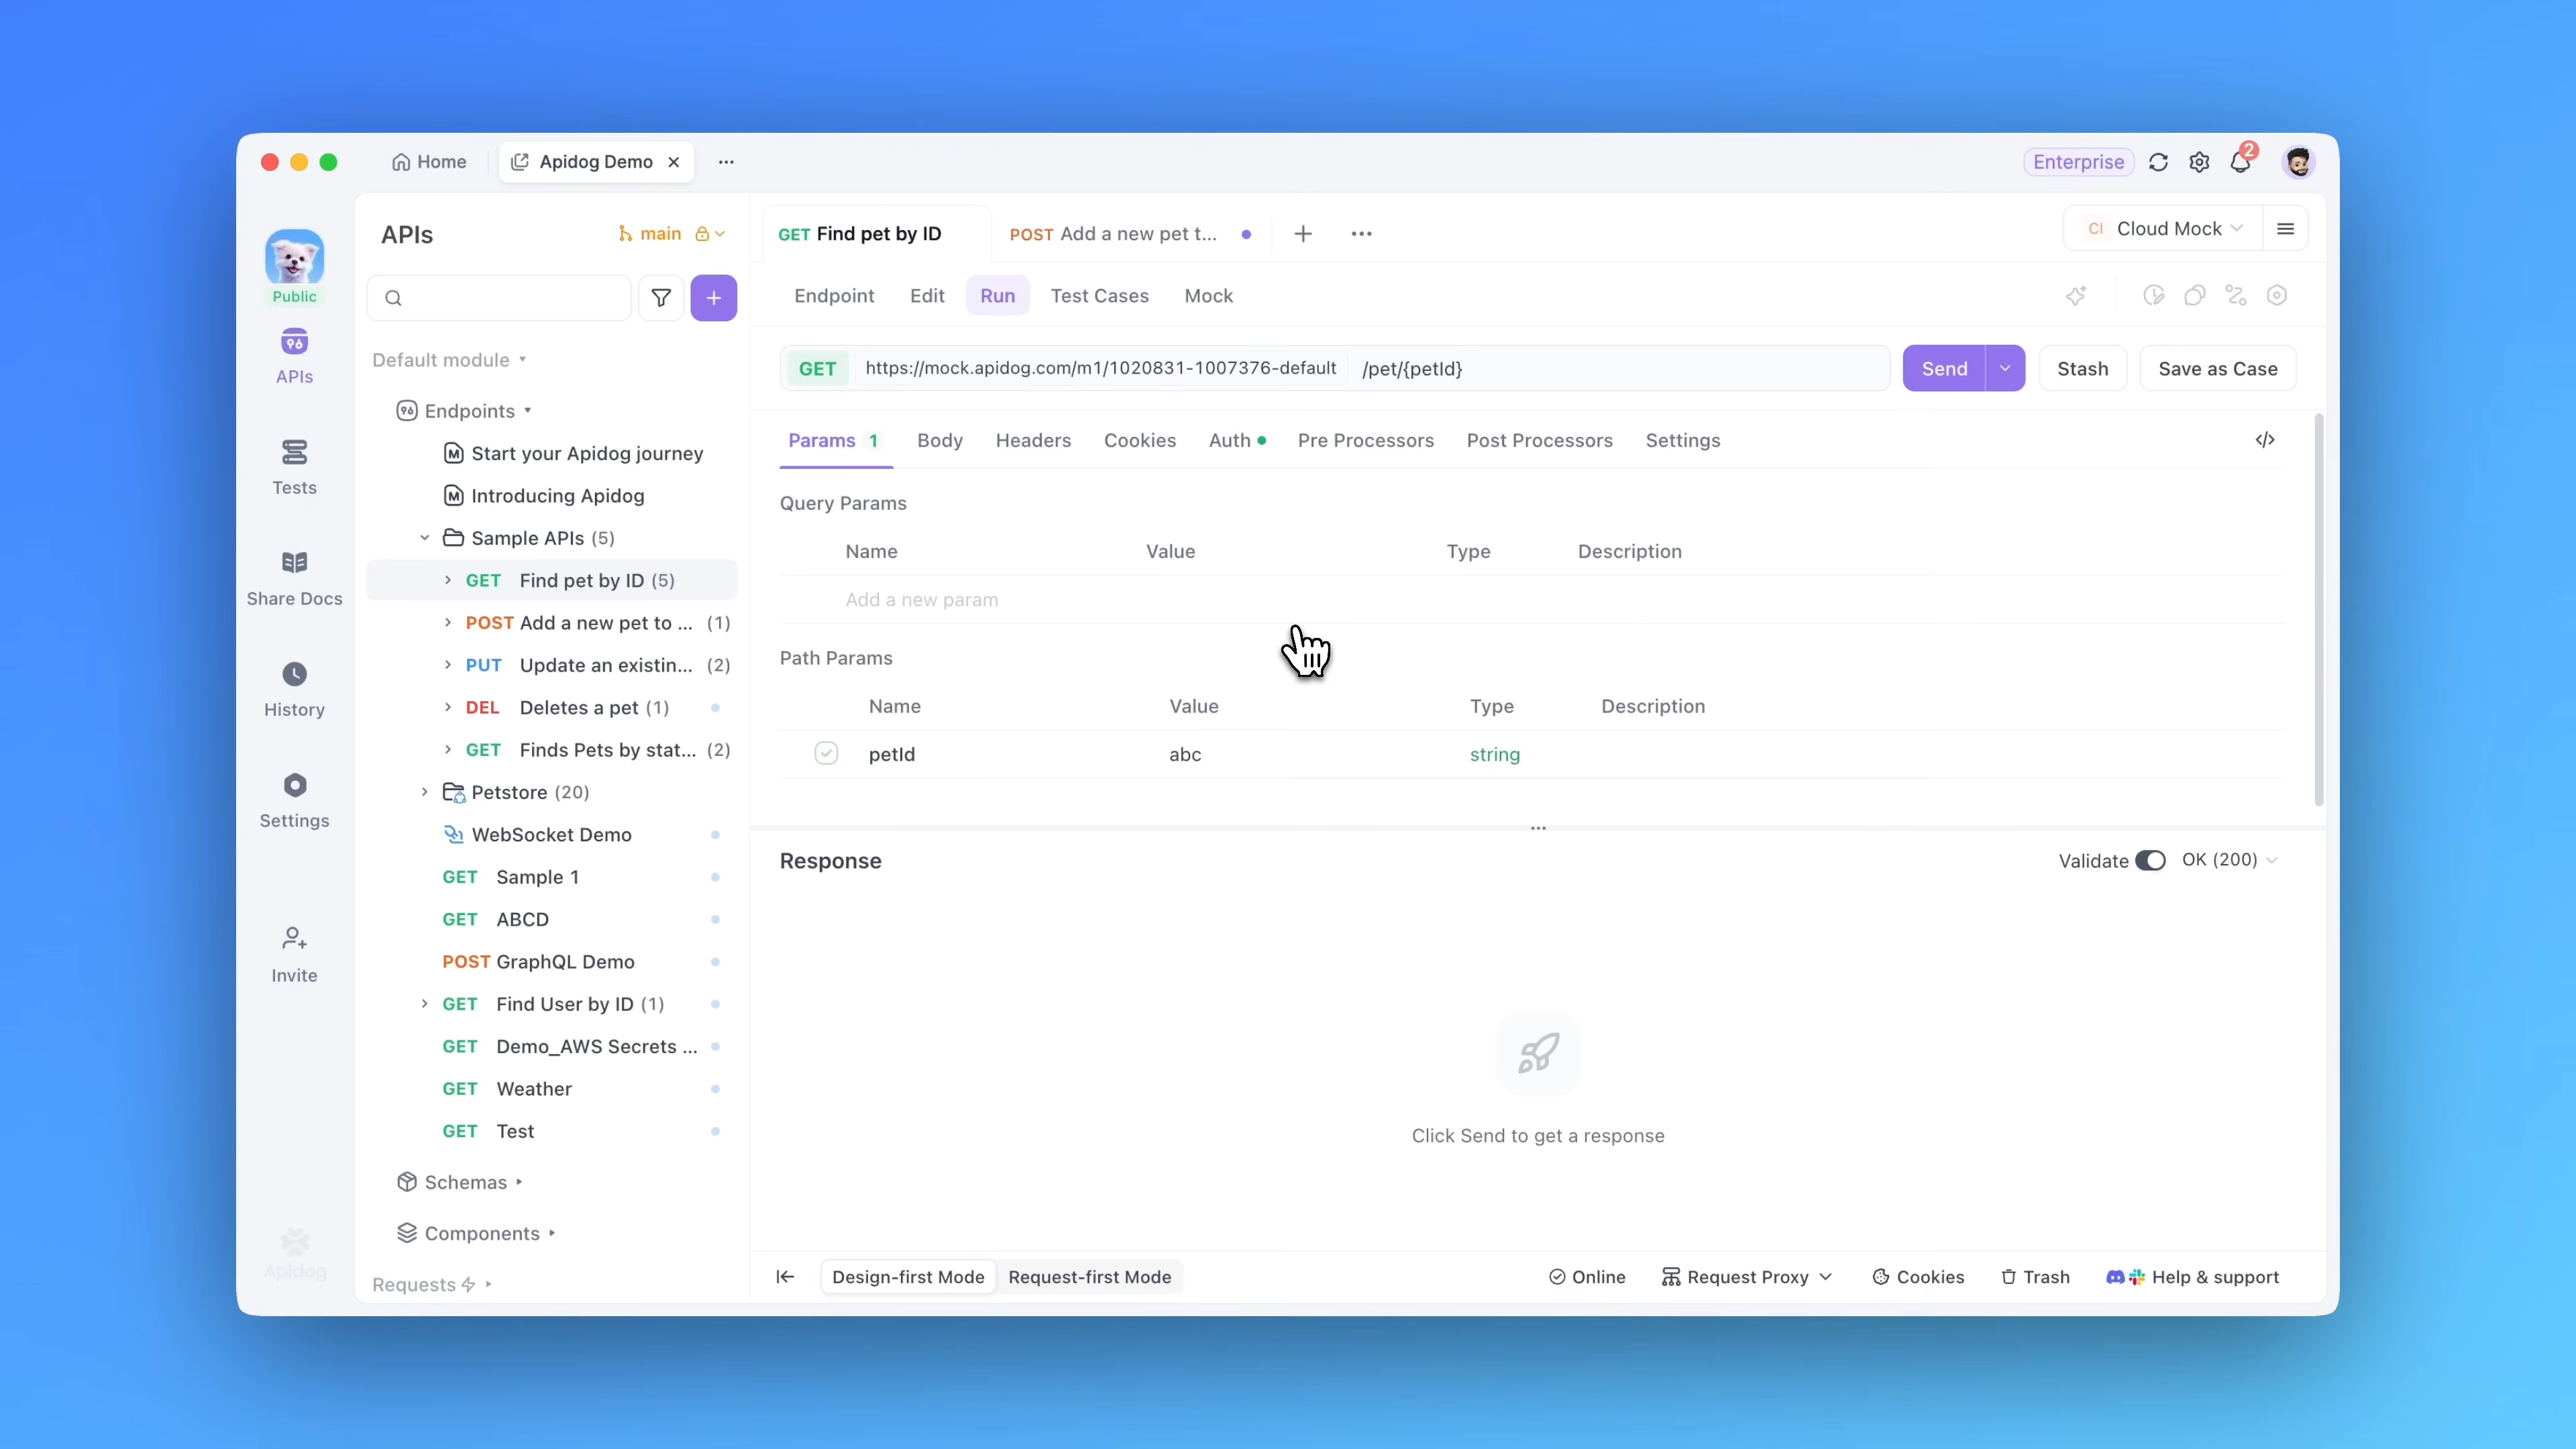 Home
Apidog Demo
Enterprise
2
Public
APIs
Tests
Share Docs
History
Settings
Invite
Apidog
APIs
main
Default module
Endpoints
Start your Apidog journey
Introducing Apidog
Sample APIs (5)
GET Find pet by ID (5)
POST Add a new pet to ... (1)
PUT Update an existin... (2)
DEL Deletes a pet (1)
GET Finds Pets by stat... (2)
Petstore (20)
WebSocket Demo
GET Sample 1
GET ABCD
POST GraphQL Demo
GET Find User by ID (1)
GET Demo_AWS Secrets ...
GET Weather
GET Test
Schemas
Components
Requests
GET Find pet by ID
POST Add a new pet t...
CI Cloud Mock
Endpoint Edit Run Test Cases Mock
GET https://mock.apidog.com/m1/1020831-1007376-default /pet/{petId}
Send
Stash
Save as Case
Params 1 Body Headers Cookies Auth Pre Processors Post Processors Settings
Query Params
Name Value Type Description
Add a new param
Path Params
Name Value Type Description
petId abc string
Response
Validate OK (200)
Click Send to get a response
Design-first Mode Request-first Mode
Online Request Proxy Cookies Trash Help & support